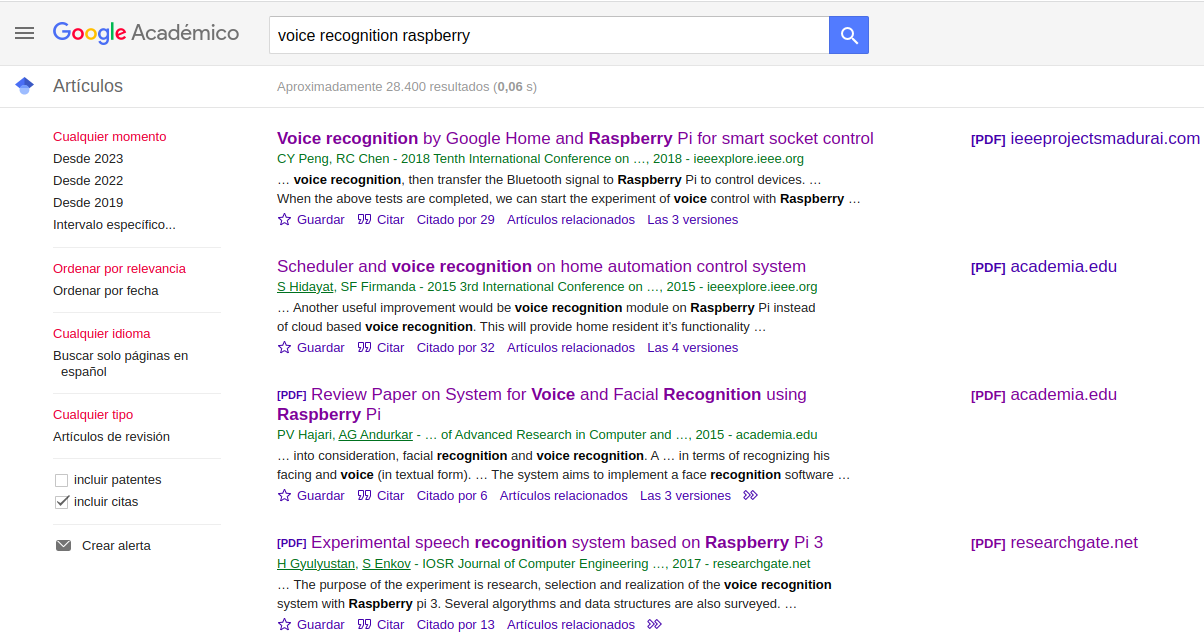 Google Académico
voice recognition raspberry
Artículos
Aproximadamente 28.400 resultados (0,06 s)
Cualquier momento
Desde 2023
Desde 2022
Desde 2019
Intervalo específico...
Ordenar por relevancia
Ordenar por fecha
Cualquier idioma
Buscar solo páginas en
español
Cualquier tipo
Artículos de revisión
incluir patentes
incluir citas
Crear alerta
Voice recognition by Google Home and Raspberry Pi for smart socket control
CY Peng, RC Chen - 2018 Tenth International Conference on …, 2018 - ieeexplore.ieee.org
… voice recognition, then transfer the Bluetooth signal to Raspberry Pi to control devices. …
When the above tests are completed, we can start the experiment of voice control with Raspberry …
Guardar Citar Citado por 29 Artículos relacionados Las 3 versiones
[PDF] ieeeprojectsmadurai.com
Scheduler and voice recognition on home automation control system
S Hidayat, SF Firmanda - 2015 3rd International Conference on …, 2015 - ieeexplore.ieee.org
… Another useful improvement would be voice recognition module on Raspberry Pi instead
of cloud based voice recognition. This will provide home resident it's functionality …
Guardar Citar Citado por 32 Artículos relacionados Las 4 versiones
[PDF] academia.edu
[PDF] Review Paper on System for Voice and Facial Recognition using
Raspberry Pi
PV Hajari, AG Andurkar - … of Advanced Research in Computer and …, 2015 - academia.edu
… into consideration, facial recognition and voice recognition. A … in terms of recognizing his
facing and voice (in textual form). … The system aims to implement a face recognition software …
Guardar Citar Citado por 6 Artículos relacionados Las 3 versiones
[PDF] academia.edu
[PDF] Experimental speech recognition system based on Raspberry Pi 3
H Gyulyustan, S Enkov - IOSR Journal of Computer Engineering …, 2017 - researchgate.net
… The purpose of the experiment is research, selection and realization of the voice recognition
system with Raspberry pi 3. Several algorythms and data structures are also surveyed. …
Guardar Citar Citado por 13 Artículos relacionados
[PDF] researchgate.net